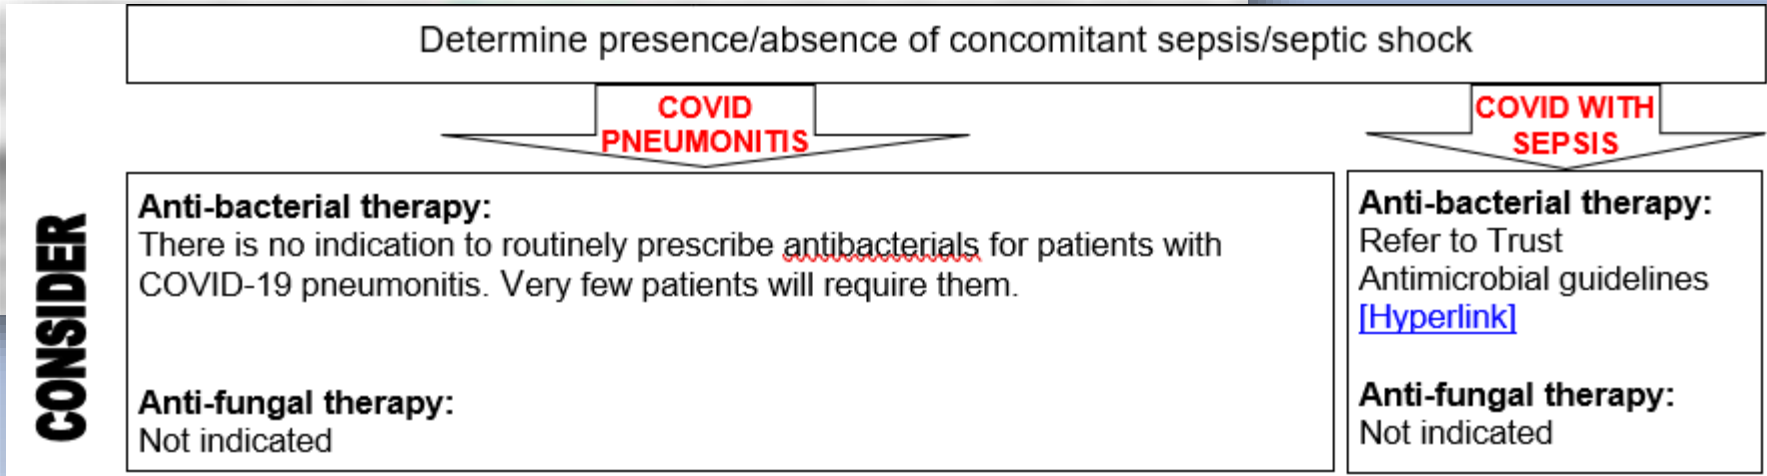 Determine presence/absence of concomitant sepsis/septic shock
COVID
PNEUMONITIS
COVID WITH
SEPSIS
CONSIDER
Anti-bacterial therapy:
There is no indication to routinely prescribe antibacterials for patients with
COVID-19 pneumonitis. Very few patients will require them.
Anti-fungal therapy:
Not indicated
Anti-bacterial therapy:
Refer to Trust
Antimicrobial guidelines
[Hyperlink]
Anti-fungal therapy:
Not indicated